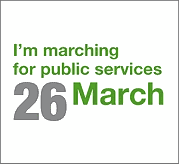 I'm marching
for public services
26 March